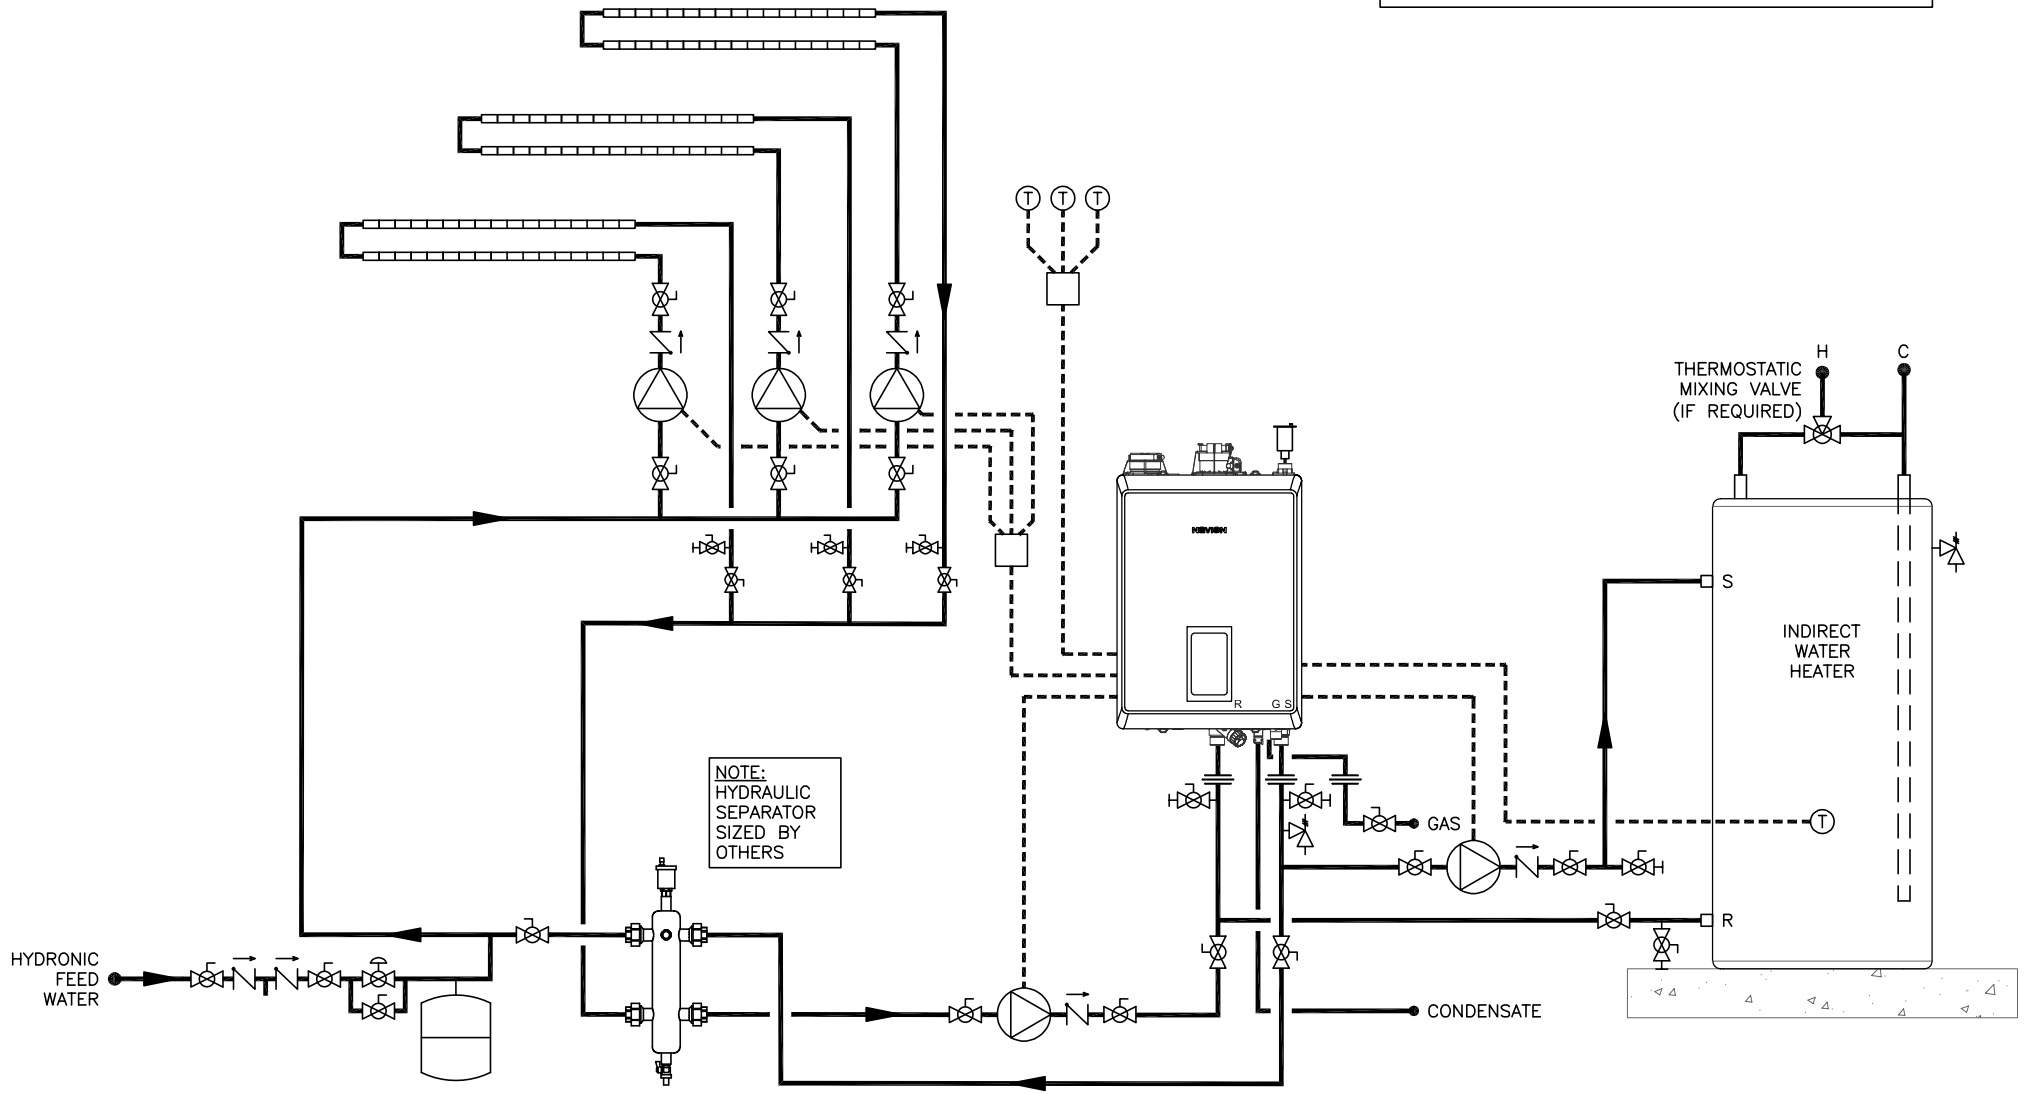 T T T
H C
THERMOSTATIC
MIXING VALVE
(IF REQUIRED)
S
INDIRECT
WATER
HEATER
R G S
NOTE:
HYDRAULIC
SEPARATOR
SIZED BY
OTHERS
T
GAS
R
HYDRONIC
FEED
WATER
CONDENSATE